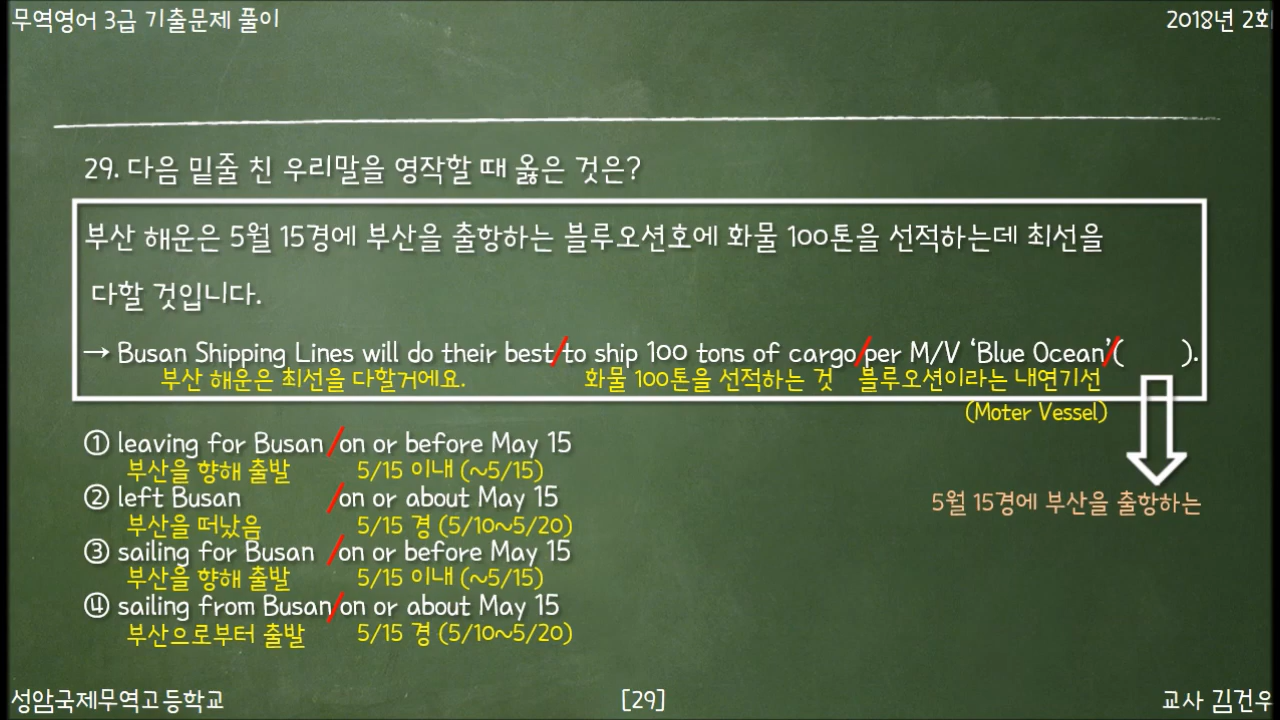 무역영어 3급 기출문제 풀이
2018년 2회
29. 다음 밑줄 친 우리말을 영작할 때 옳은 것은?
부산 해운은 5월 15경에 부산을 출항하는 블루오션호에 화물 100톤을 선적하는데 최선을
다할 것입니다.
→ Busan Shipping Lines will do their best/to ship 100 tons of cargo/per M/V ‘Blue Ocean’/(      ).
부산 해운은 최선을 다할거에요. 화물 100톤을 선적하는 것 블루오션이라는 내연기선
(Moter Vessel)
① leaving for Busan/on or before May 15
부산을 향해 출발 5/15 이내 (~5/15)
② left Busan /on or about May 15
5월 15경에 부산을 출항하는
부산을 떠났음 5/15 경 (5/10~5/20)
③ sailing for Busan /on or before May 15
부산을 향해 출발 5/15 이내 (~5/15)
④ sailing from Busan/on or about May 15
부산으로부터 출발 5/15 경 (5/10~5/20)
성암국제무역고등학교
[29]
교사 김건우